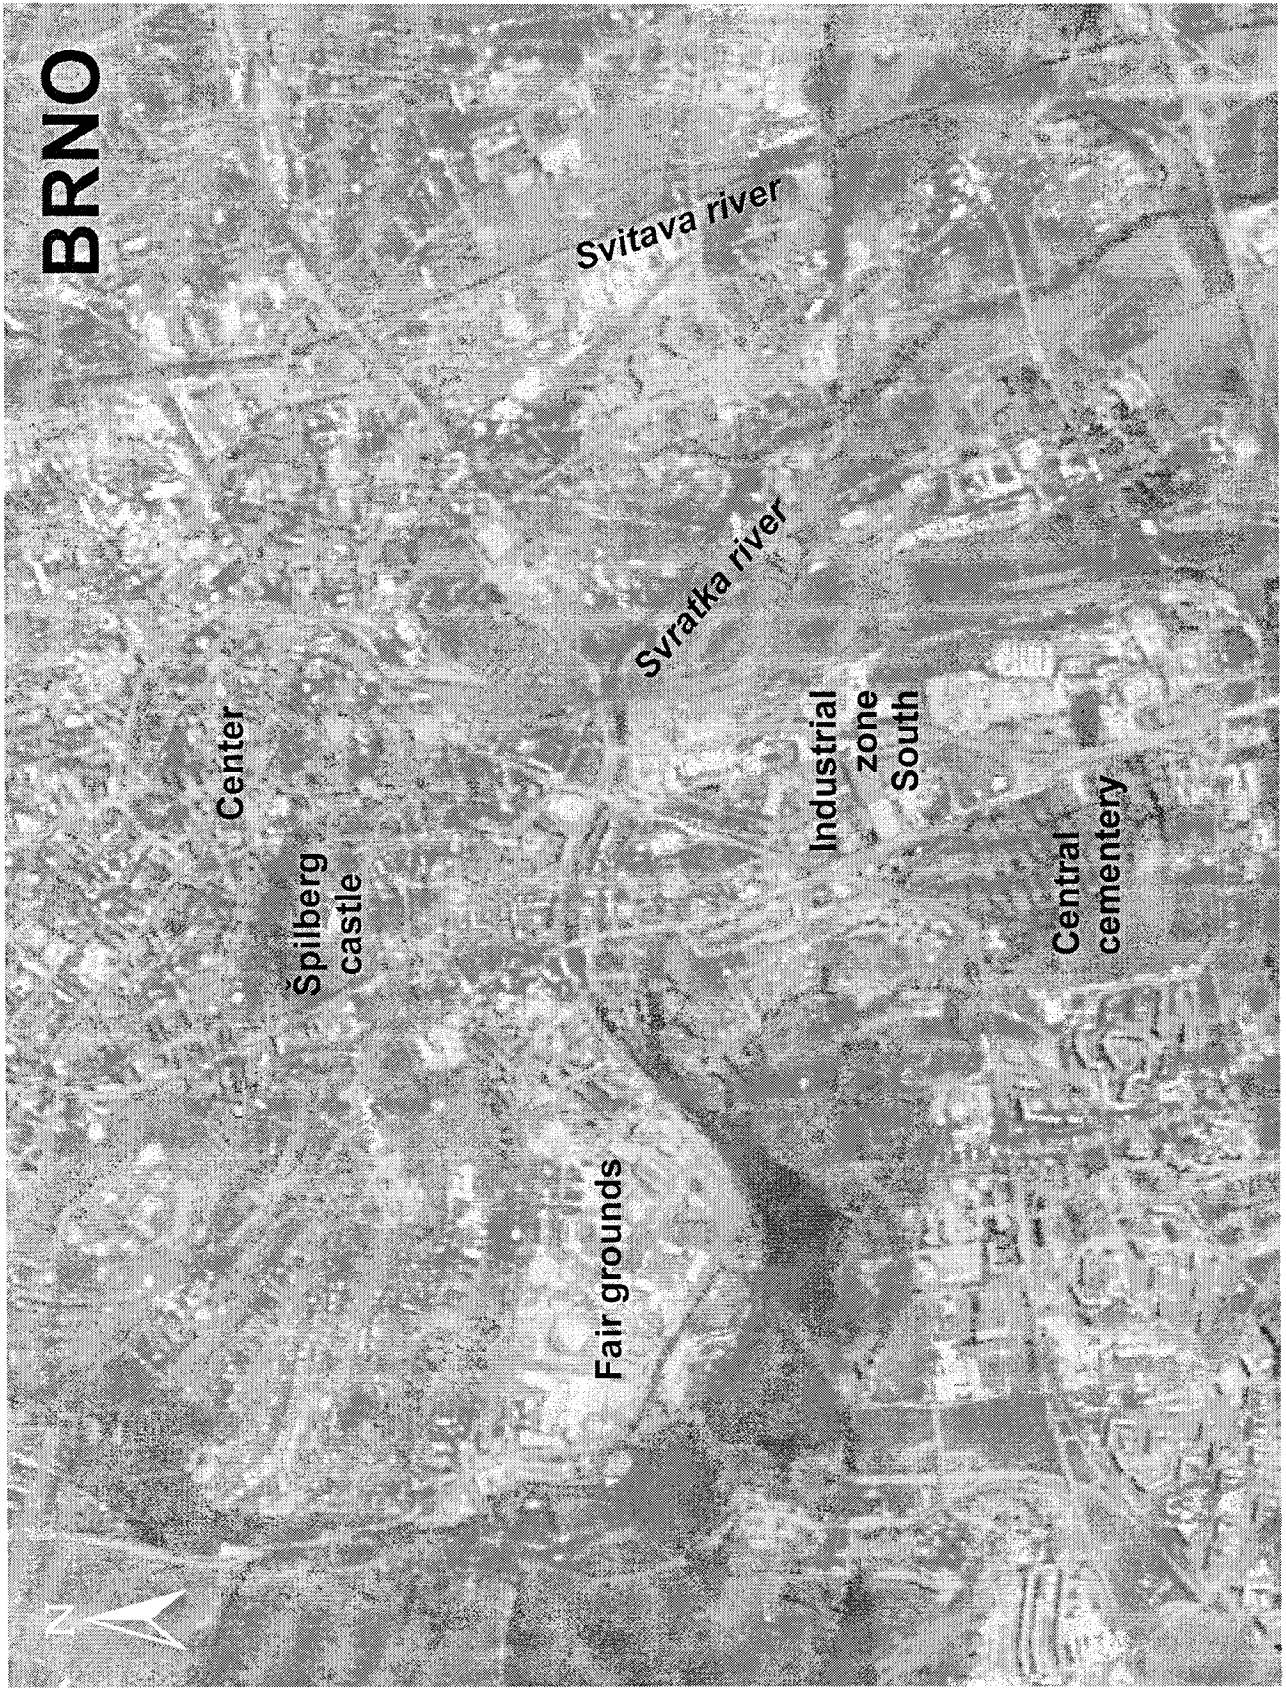 BRNO
N
Center
Špilberg
castle
Svitava river
Svratka river
Fair grounds
Industrial
zone
South
Central
cementery